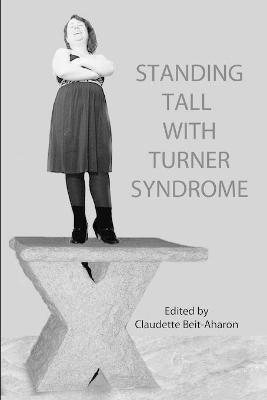 STANDING
TALL
WITH
TURNER
SYNDROME
Edited by
Claudette Beit-Aharon